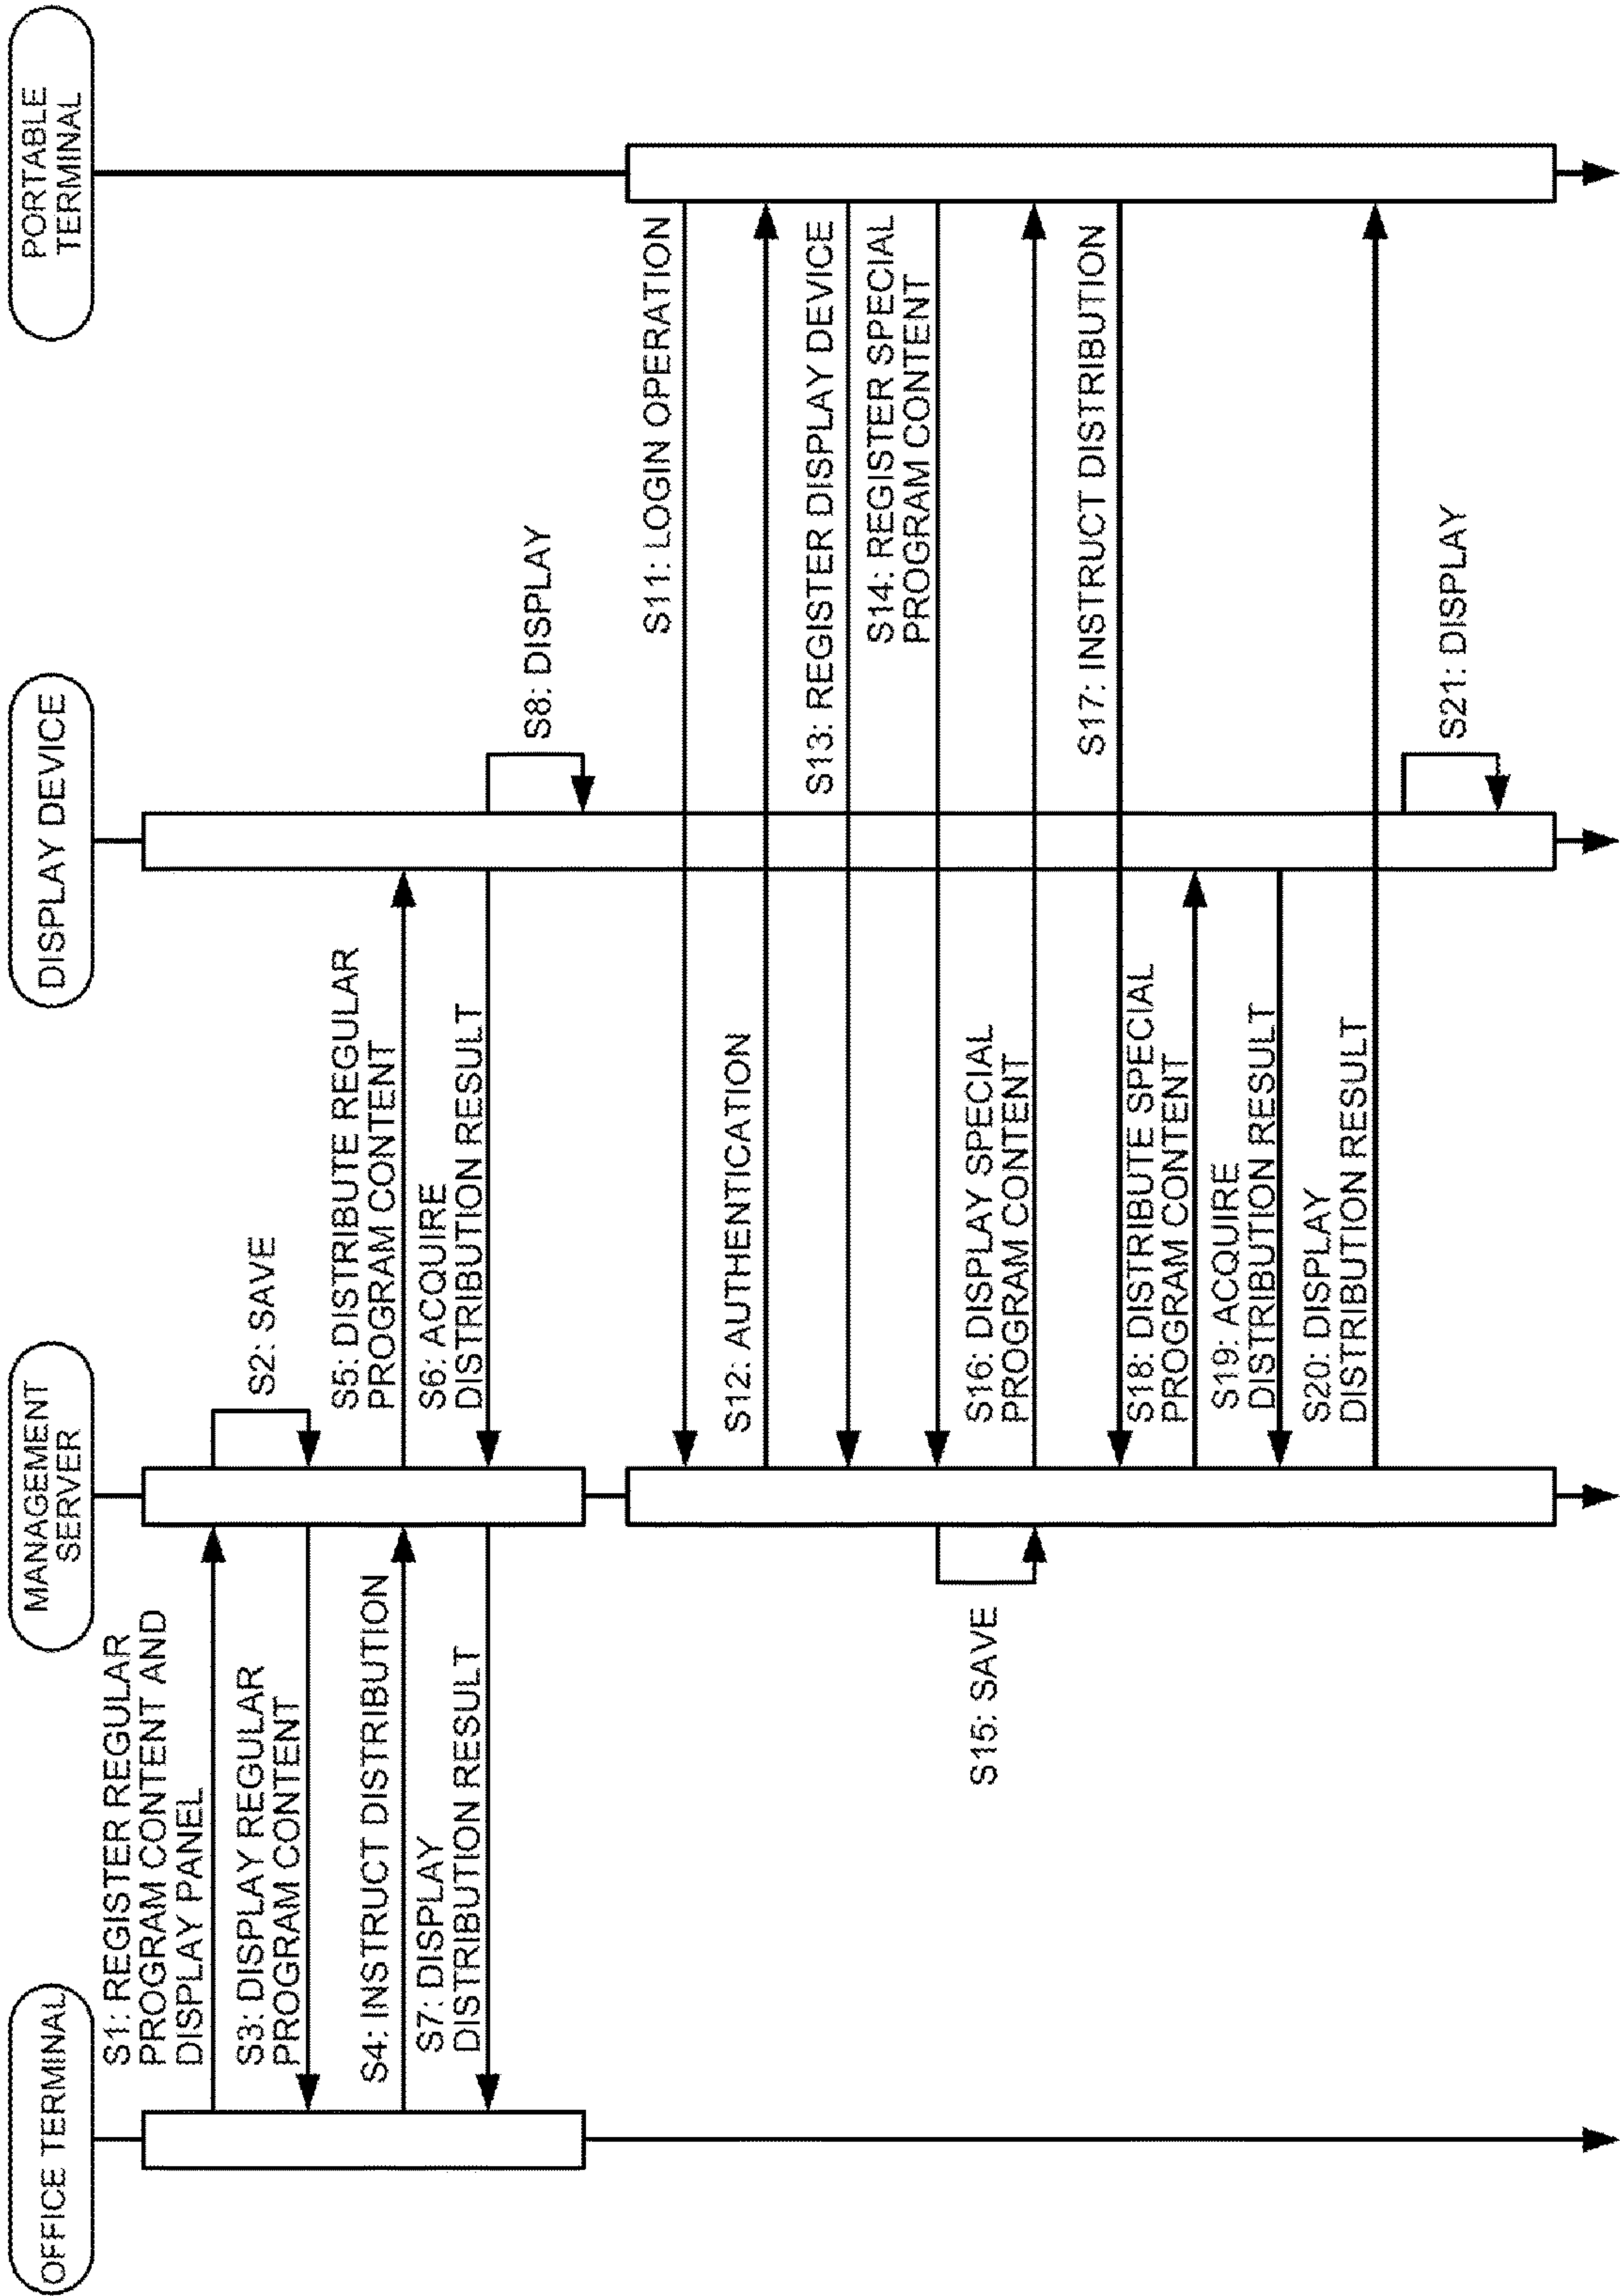 OFFICE TERMINAL
MANAGEMENT
SERVER
DISPLAY DEVICE
PORTABLE
TERMINAL
S1: REGISTER REGULAR
PROGRAM CONTENT AND
DISPLAY PANEL
S2: SAVE
S3: DISPLAY REGULAR
PROGRAM CONTENT
S4: INSTRUCT DISTRIBUTION
S5: DISTRIBUTE REGULAR
PROGRAM CONTENT
S6: ACQUIRE
DISTRIBUTION RESULT
S7: DISPLAY
DISTRIBUTION RESULT
S8: DISPLAY
S11: LOGIN OPERATION
S12: AUTHENTICATION
S13: REGISTER DISPLAY DEVICE
S14: REGISTER SPECIAL
PROGRAM CONTENT
S15: SAVE
S16: DISPLAY SPECIAL
PROGRAM CONTENT
S17: INSTRUCT DISTRIBUTION
S18: DISTRIBUTE SPECIAL
PROGRAM CONTENT
S19: ACQUIRE
DISTRIBUTION RESULT
S20: DISPLAY
DISTRIBUTION RESULT
S21: DISPLAY